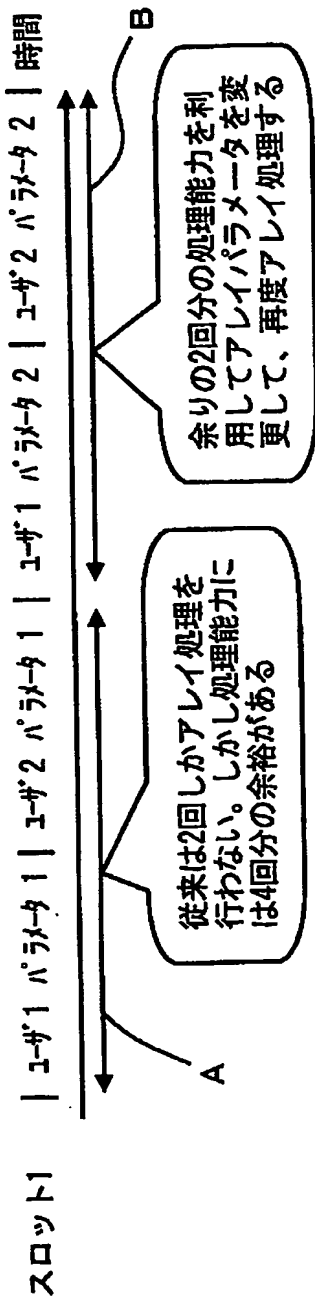 スロット1
| ユーザ1 パラメータ 1 | ユーザ2 パラメータ 1 | ユーザ1 パラメータ 2 | ユーザ2 パラメータ 2 | 時間
A
従来は2回しかアレイ処理を
行わない。しかし処理能力に
は4回分の余裕がある
B
余りの2回分の処理能力を利
用してアレイパラメータを変
更して、再度アレイ処理する